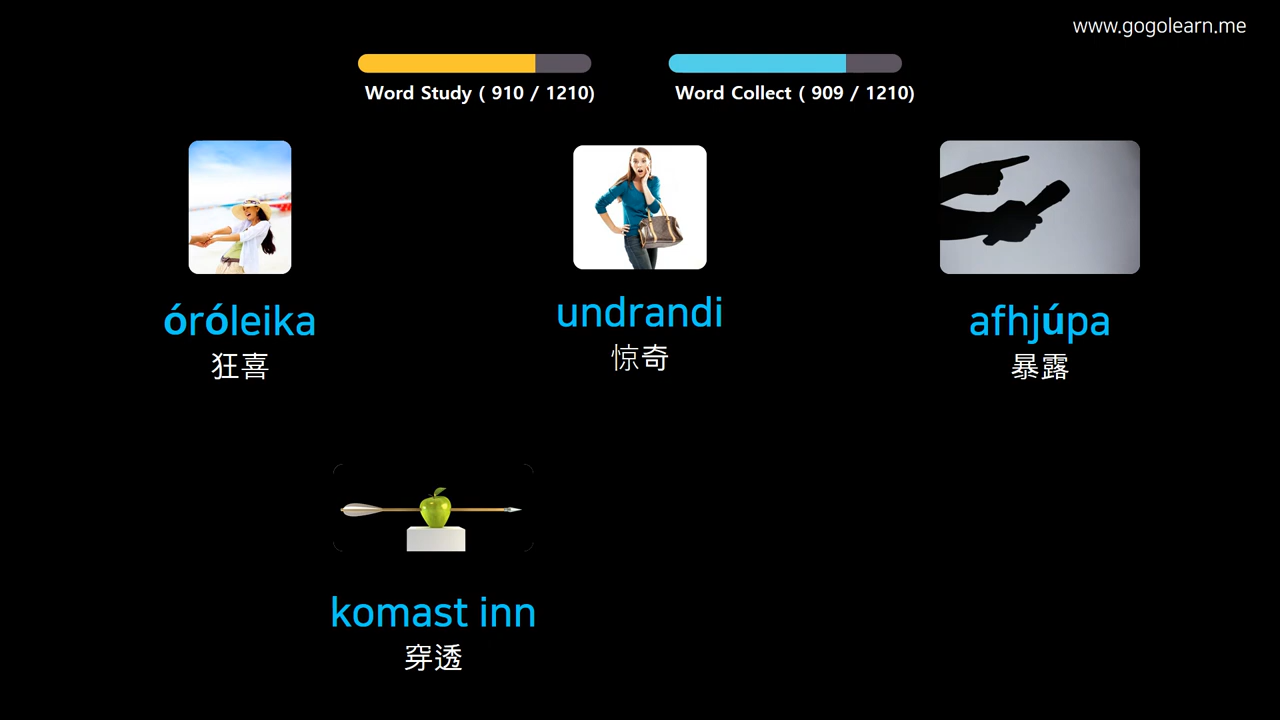 www.gogolearn.me
Word Study ( 910 / 1210)
Word Collect ( 909 / 1210)
óróleika
狂喜
undrandi
惊奇
afhjúpa
暴露
komast inn
穿透